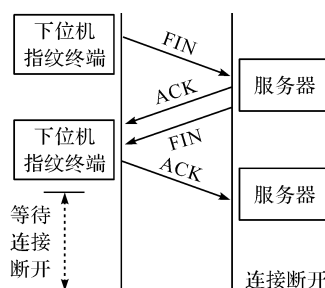 下位机
指纹终端
FIN
服务器
ACK
FIN
下位机
指纹终端
ACK
服务器
等待
连接
断开
连接断开